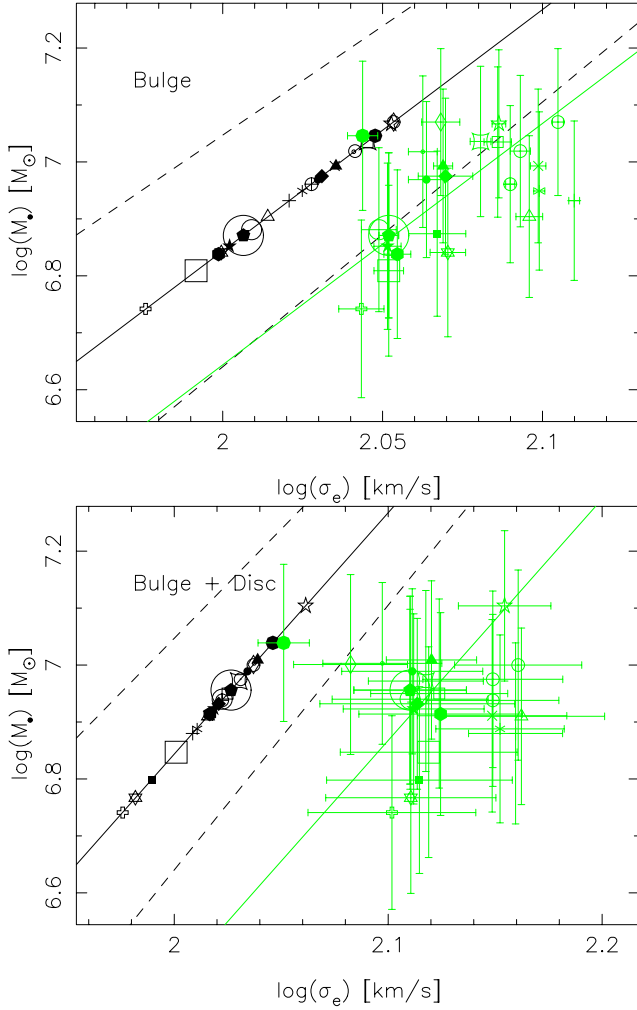 7.2
Bulge
7
6.8
6.6
log(M•) [M⊙]
2
2.05
2.1
log(σe) [km/s]
7.2
Bulge + Disc
7
6.8
6.6
log(M•) [M⊙]
2
2.1
2.2
log(σe) [km/s]